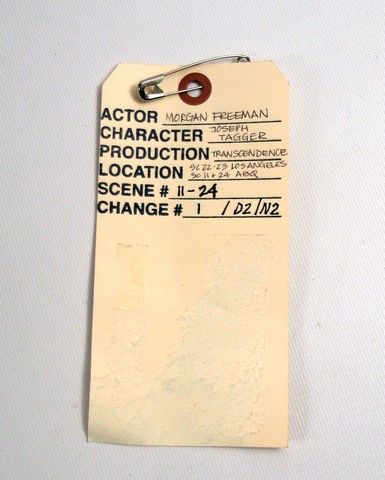 ACTOR MORGAN FREEMAN
CHARACTER JOSEPH TAGGER
PRODUCTION TRANSCENDENCE
LOCATION SC 22-23 LOS ANGELES
SC 11 + 24 ABQ
SCENE # 11-24
CHANGE # 1 / D2/N2